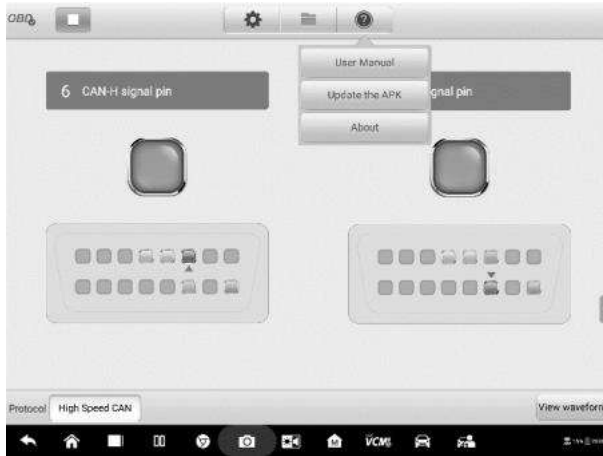 OBD
User Manual
6 CAN-H signal pin
gnal pin
Update the APK
About
Protocol
High Speed CAN
View waveform
VCMI